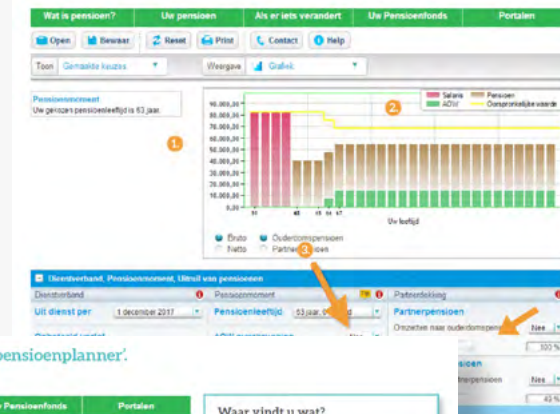 Wat is pensioen? Uw pensioen Als er iets verandert Uw Pensioenfonds Portalen
Open Bewaar Reset Print Contact Help
Toon Gemaakte keuzes Weergave Grafiek
Pensioenmoment
Uw gekozen pensioenleeftijd is 63 jaar.
1.
2.
Salaris Pensioen
AOW Oorspronkelijke waarde
90.000,00
80.000,00
70.000,00
60.000,00
50.000,00
40.000,00
30.000,00
20.000,00
10.000,00
0,00
Uw leeftijd
Bruto Ouderdomspensioen
Netto Partnerpensioen
3
Dienstverband, Pensioenmoment, Uitruil van pensioenen
Dienstverband Pensioenmoment Partnerdekking
Uit dienst per 1 december 2017 Pensioenleeftijd 63 jaar, Partnerpensioen
Omzetten naar ouderdomspensioen Nee
100 %
pensioenplanner’.
Nee
Pensioenfonds Portalen
Waar vindt u wat?